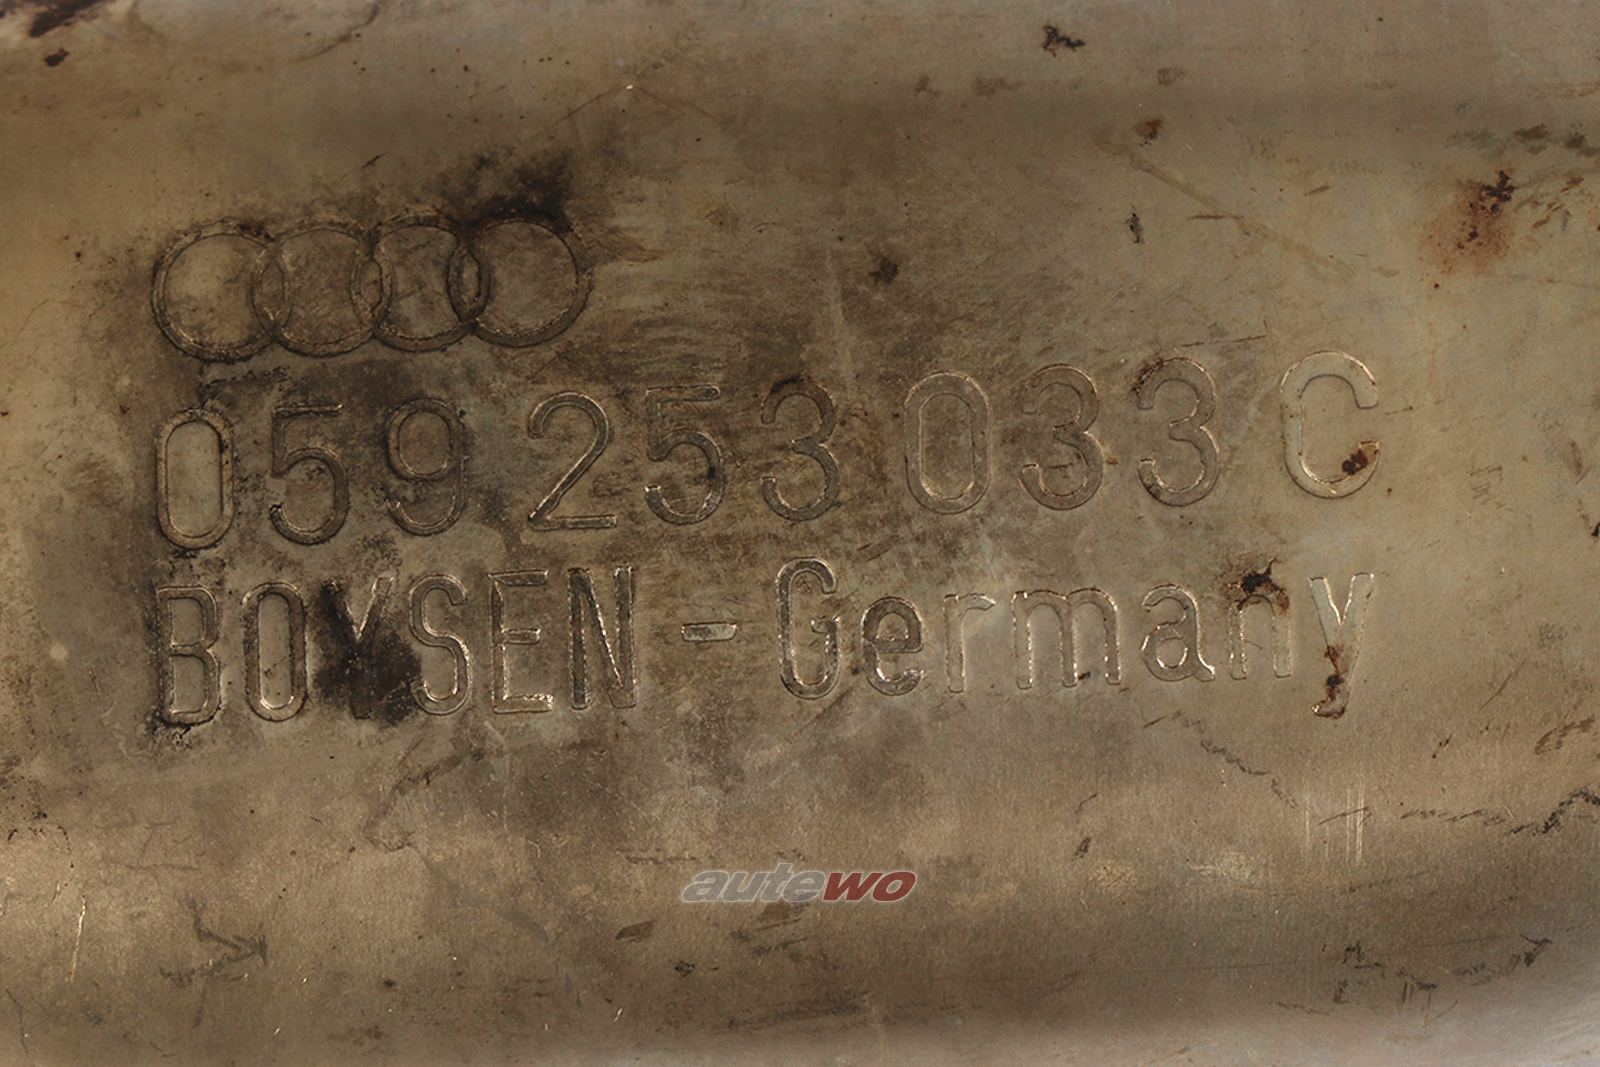 059 253 033 C
BOYSEN - Germany
autewo